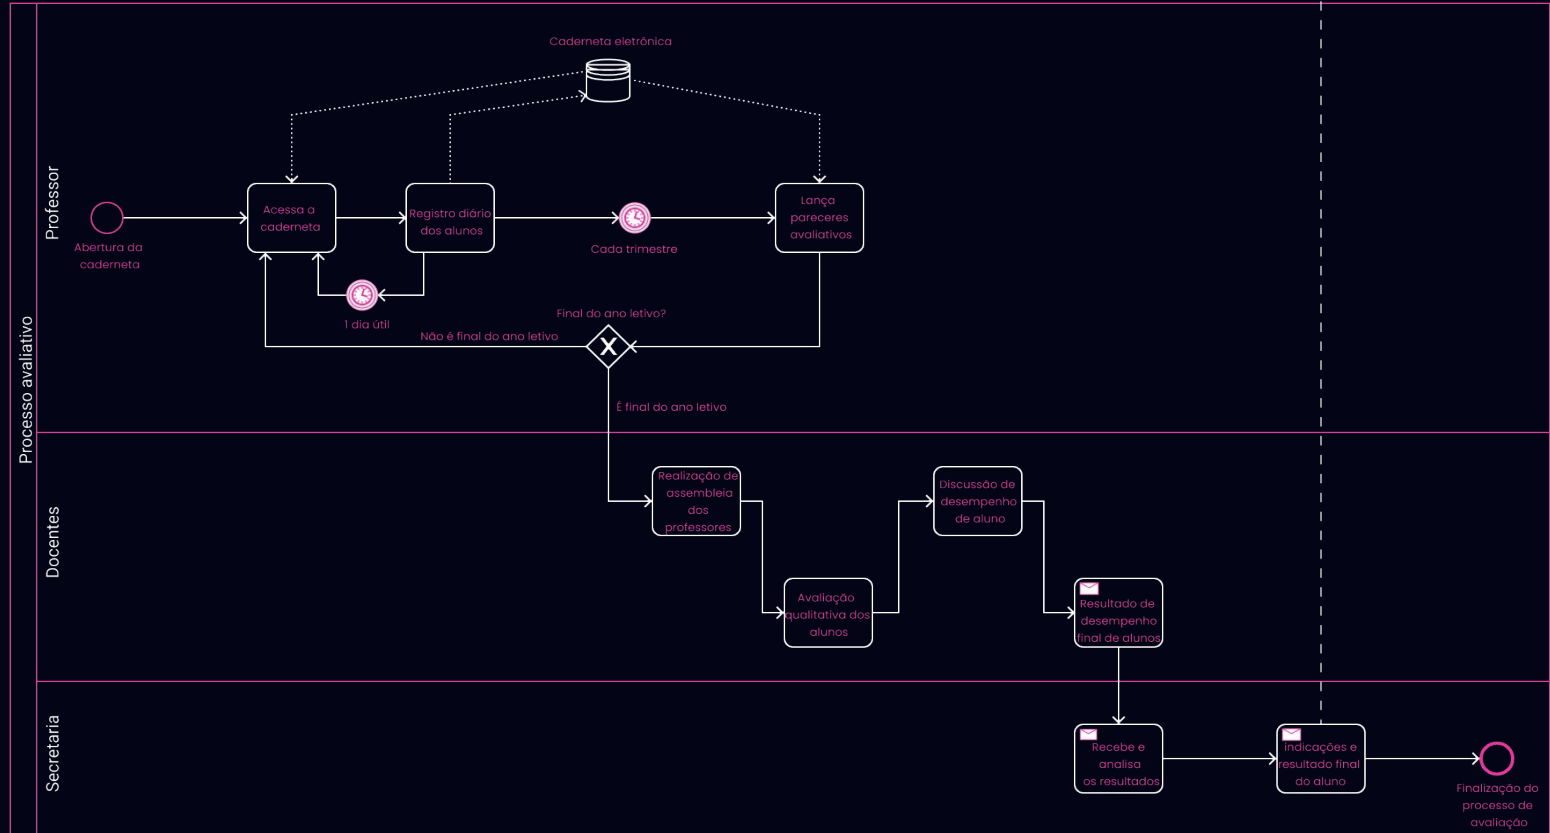 Processo avaliativo
Professor
Caderneta eletrônica
Abertura da
caderneta
Acessa a
caderneta
Registro diário
dos alunos
1 dia útil
Cada trimestre
Lança
pareceres
avaliativos
Final do ano letivo?
X
Não é final do ano letivo
É final do ano letivo
Docentes
Realização de
assembleia
dos
professores
Avaliação
qualitativa dos
alunos
Discussão de
desempenho
de aluno
Resultado de
desempenho
final de alunos
Secretaria
Recebe e
analisa
os resultados
indicações e
resultado final
do aluno
Finalização do
processo de
avaliação